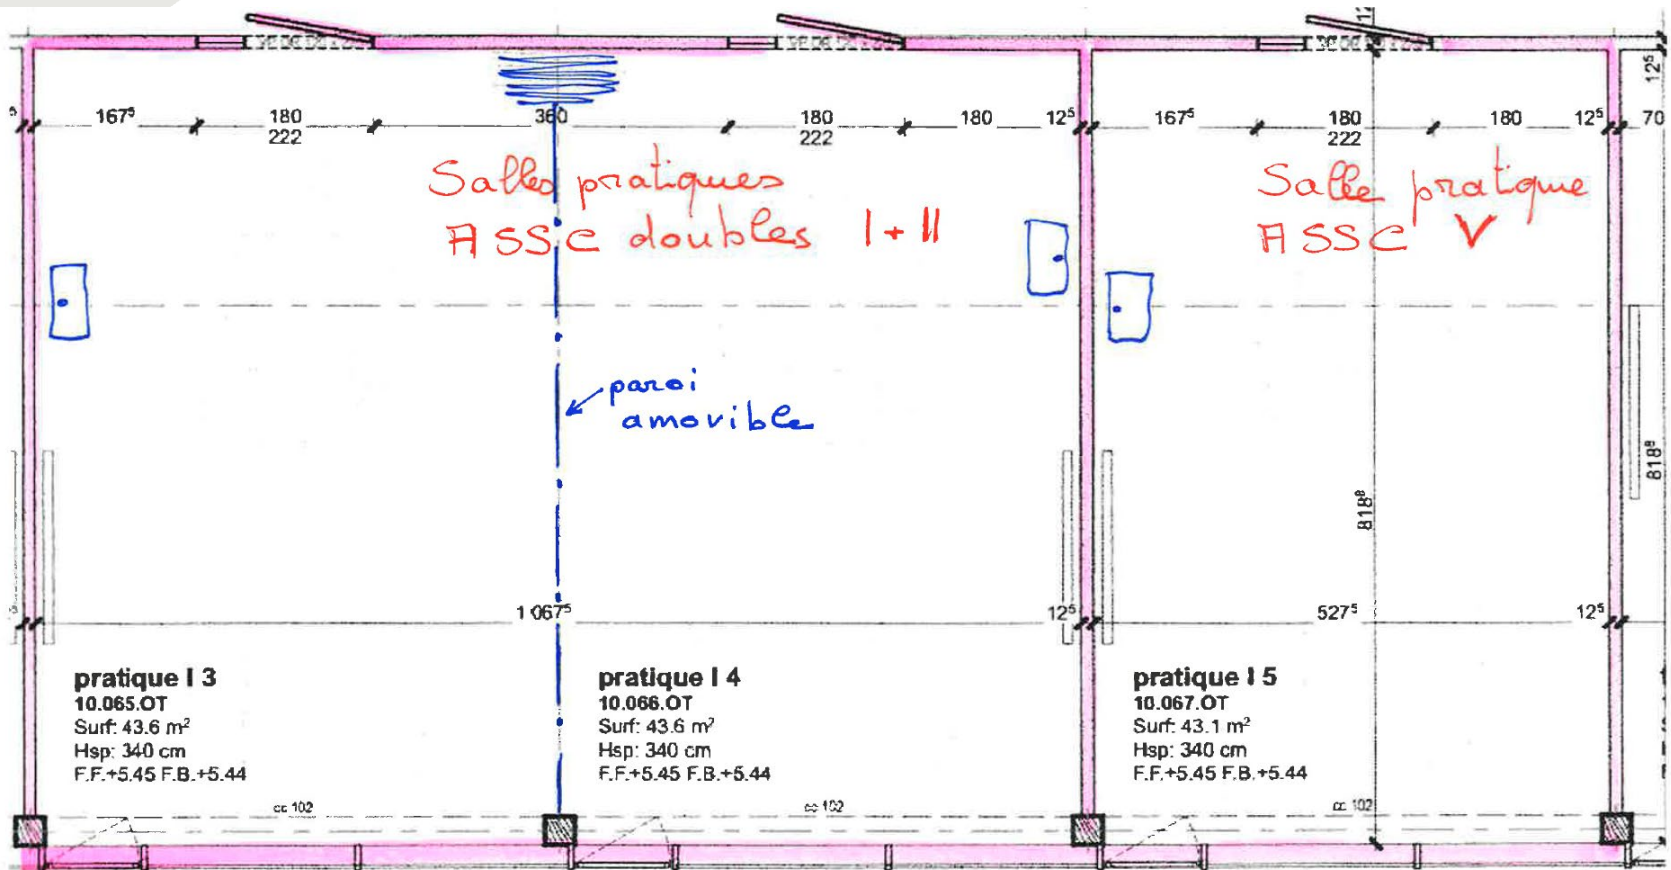 12
12⁵
167⁵
180
222
360
180
222
180
12⁵
167⁵
180
222
180
12⁵
70
Salles pratiques
ASSC doubles I + II
Salle pratique
ASSC V
paroi
amovible
818⁸
818⁸
1 067⁵
12⁵
527⁵
12⁵
pratique I 3
10.065.OT
Surf: 43.6 m²
Hsp: 340 cm
F.F.+5.45 F.B.+5.44
pratique I 4
10.066.OT
Surf: 43.6 m²
Hsp: 340 cm
F.F.+5.45 F.B.+5.44
pratique I 5
10.067.OT
Surf: 43.1 m²
Hsp: 340 cm
F.F.+5.45 F.B.+5.44
cc 102
cc 102
cc 102